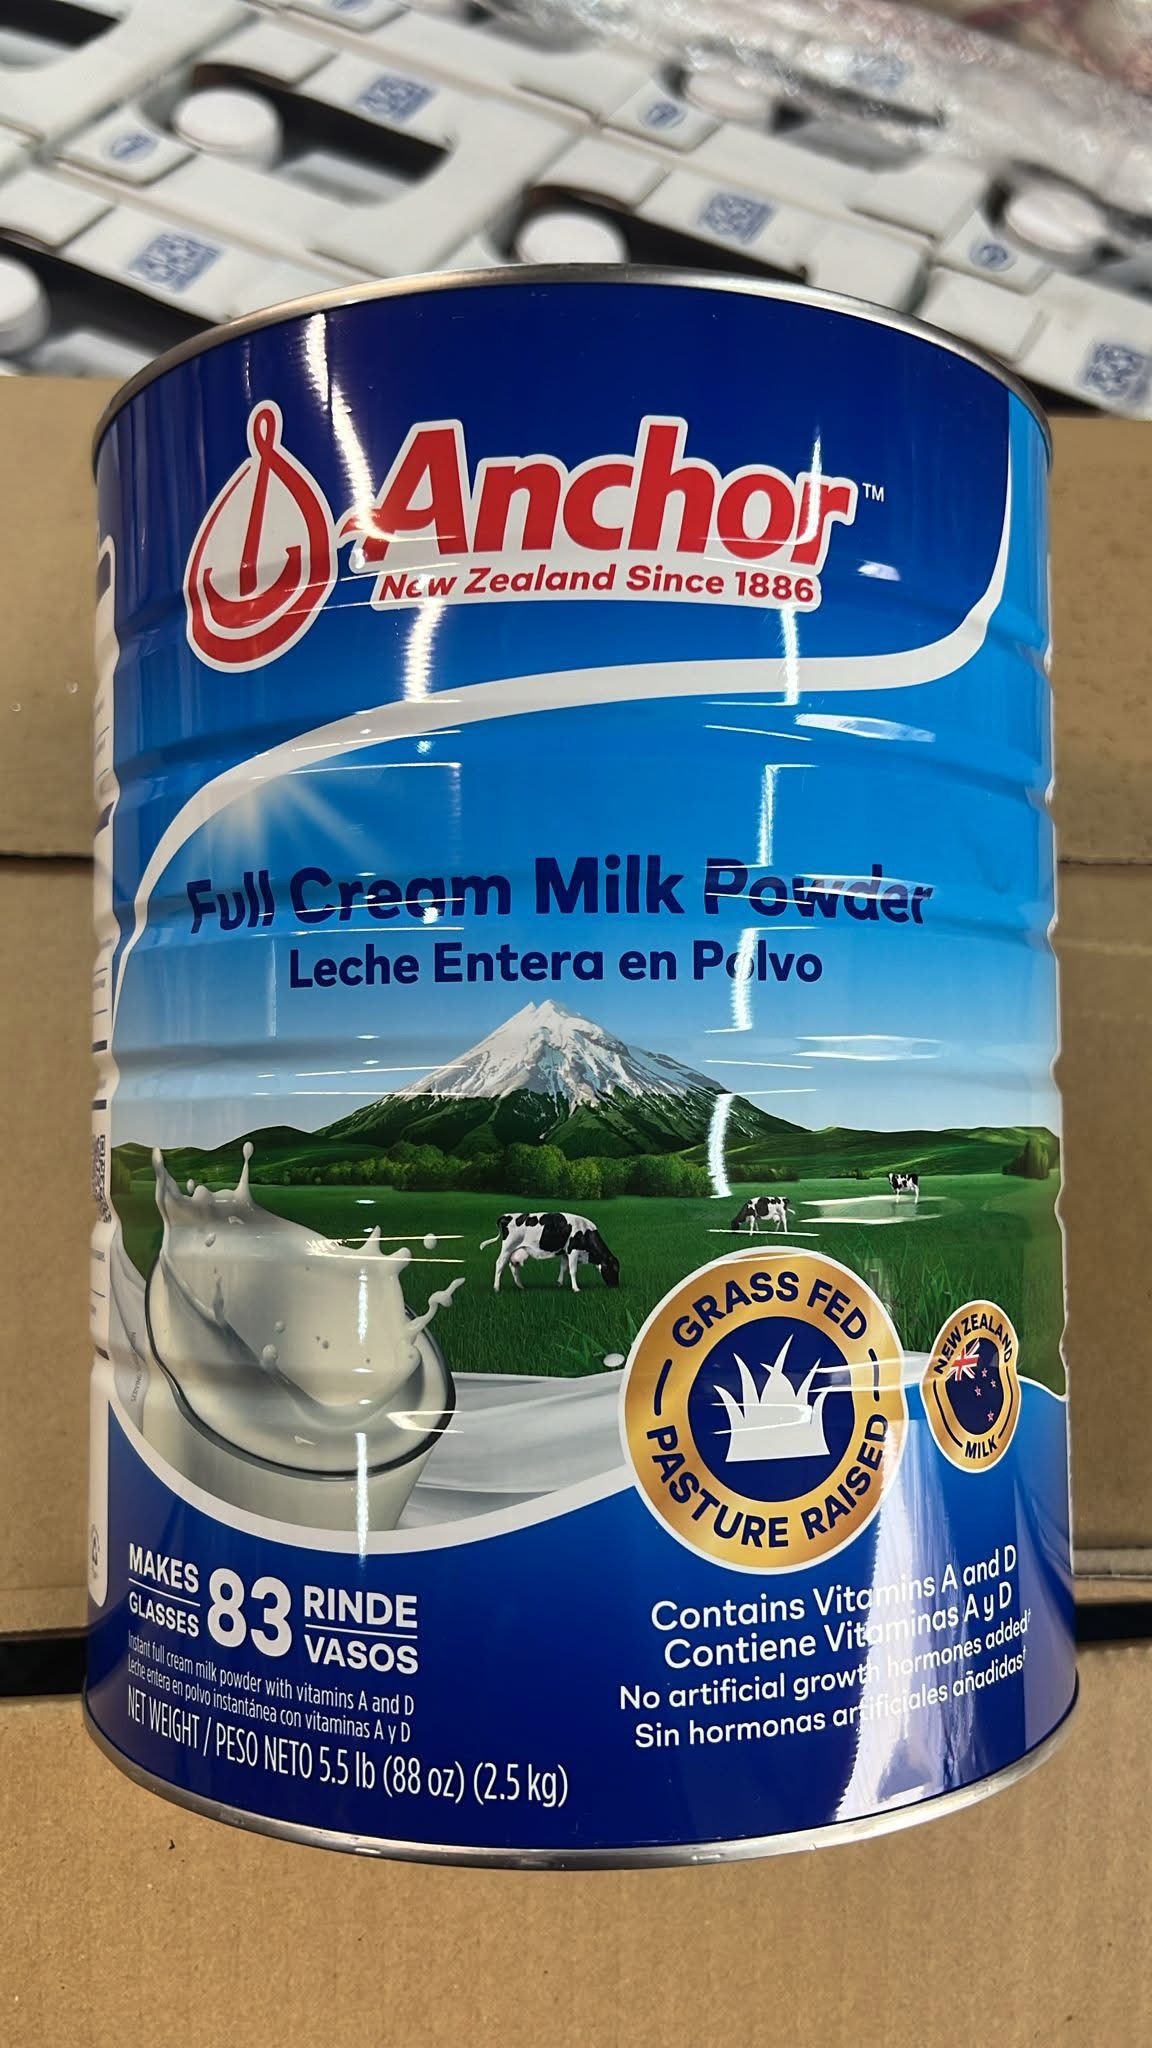 Anchor™
New Zealand Since 1886
Full Cream Milk Powder
Leche Entera en Polvo
GRASS FED
PASTURE RAISED
NEW ZEALAND
MILK
MAKES
GLASSES
83
RINDE
VASOS
Instant full cream milk powder with vitamins A and D
Leche entera en polvo instantánea con vitaminas A y D
NET WEIGHT / PESO NETO 5.5 lb (88 oz) (2.5 kg)
Contains Vitamins A and D
Contiene Vitaminas A y D
No artificial growth hormones added
Sin hormonas artificiales añadidas